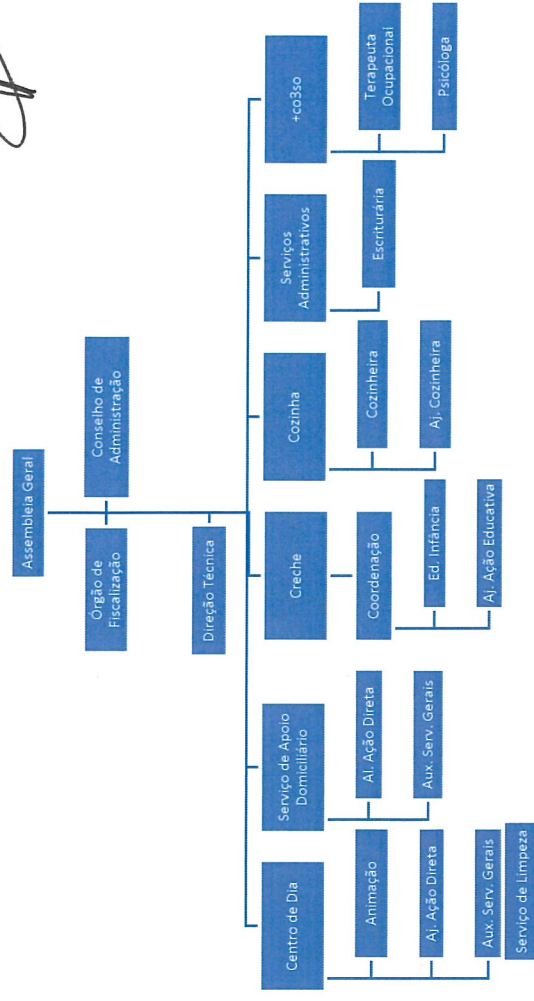 Assembleia Geral
Orgão de
Fiscalização
Conselho de
Administração
Direção Técnica
Centro de Dia
Animação
Aj. Ação Direta
Aux. Serv. Gerais
Serviço de Limpeza
Serviço de Apoio
Domiciliário
Al. Ação Direta
Aux. Serv. Gerais
Creche
Coordenação
Ed. Infância
Aj. Ação Educativa
Cozinha
Cozinheira
Aj. Cozinheira
Serviços
Administrativos
Escriturária
+co3so
Terapeuta
Ocupacional
Psicóloga